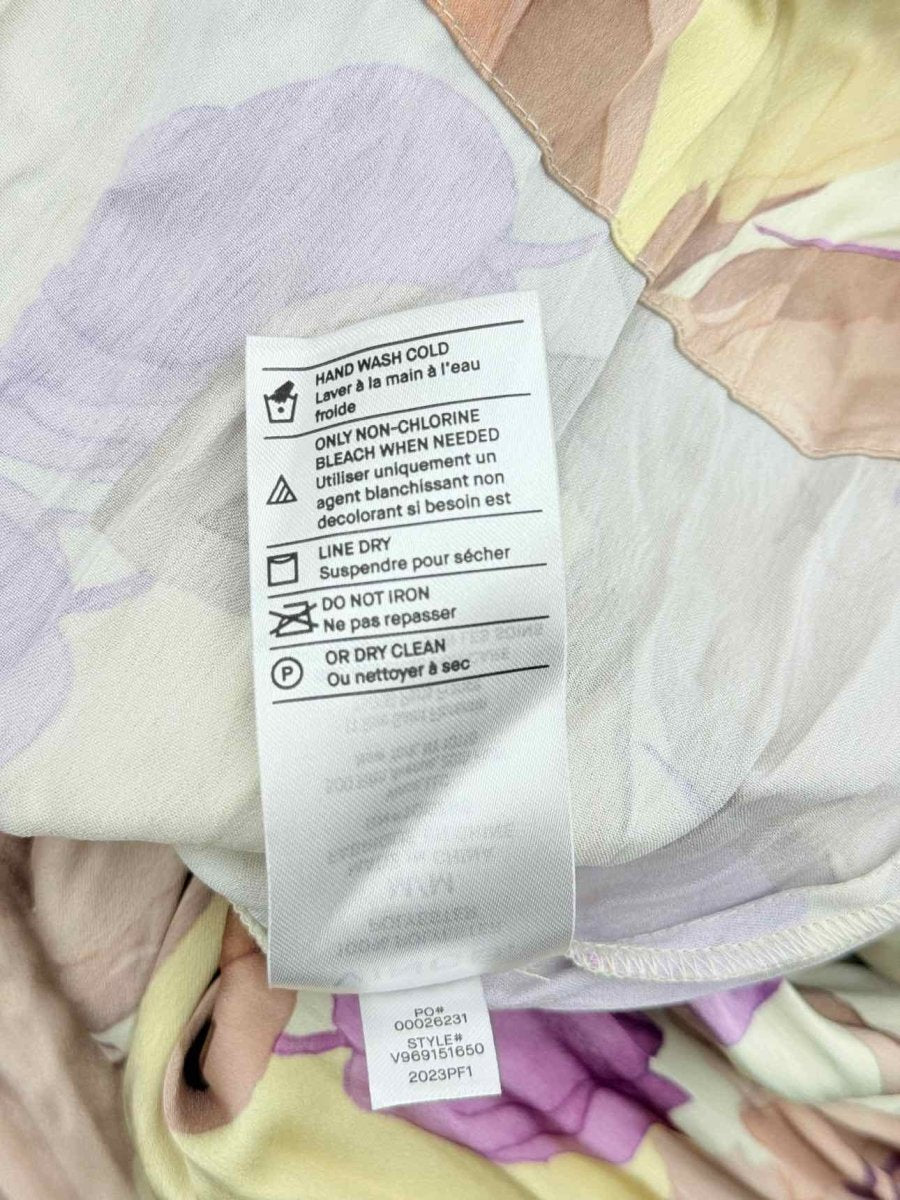 HAND WASH COLD
Laver à la main à l'eau
froide
ONLY NON-CHLORINE
BLEACH WHEN NEEDED
Utiliser uniquement un
agent blanchissant non
decolorant si besoin est
LINE DRY
Suspendre pour sécher
DO NOT IRON
Ne pas repasser
P
OR DRY CLEAN
Ou nettoyer à sec
PO#
00026231
STYLE#
V969151650
2023PF1